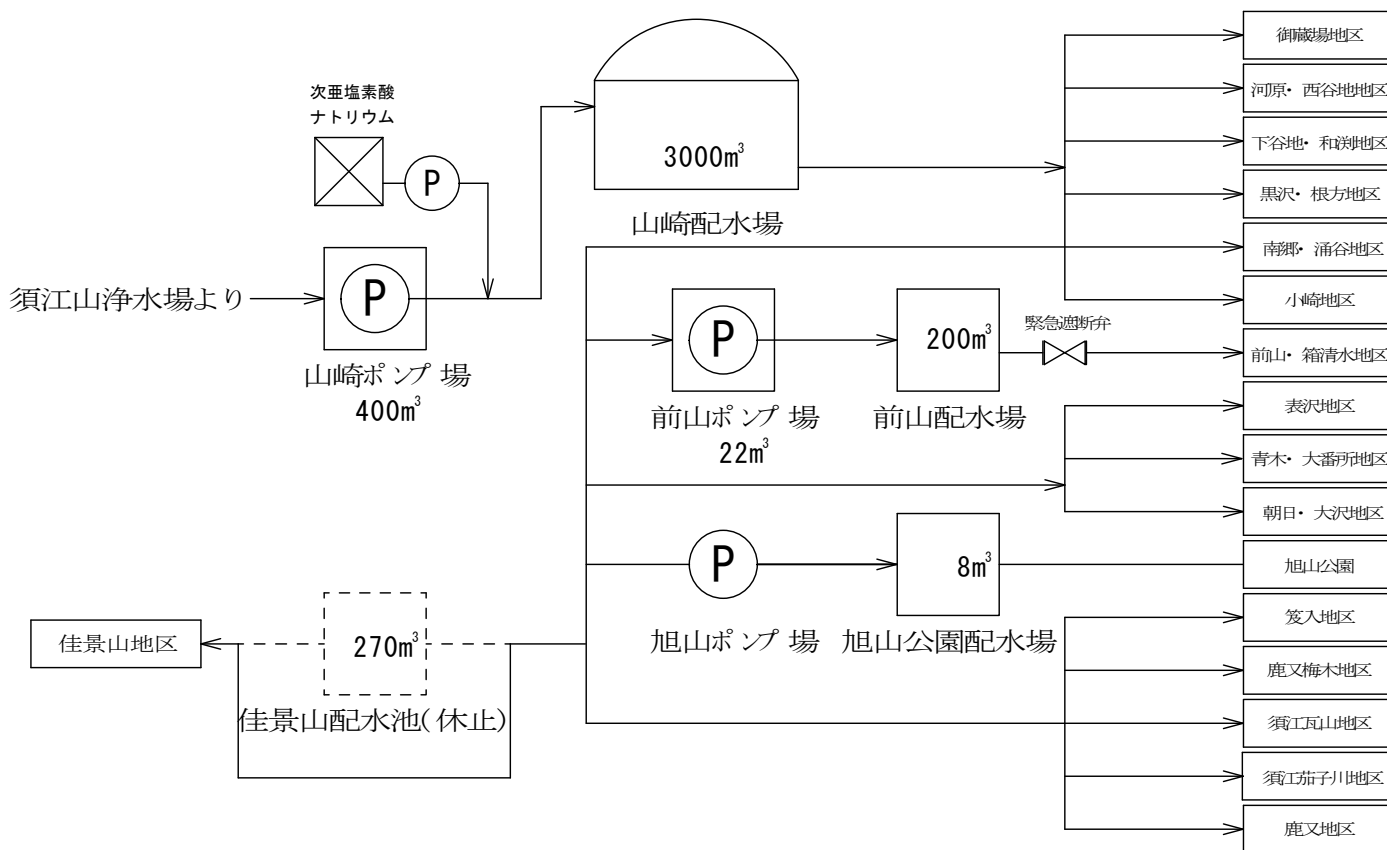 次亜塩素酸
ナトリウム
P
須江山浄水場より
P
山崎ポンプ場
400m³
3000m³
山崎配水場
P
前山ポンプ場
22m³
200m³
前山配水場
緊急遮断弁
P
旭山ポンプ場
8m³
旭山公園配水場
佳景山地区
270m³
佳景山配水池(休止)
御蔵場地区
河原・西谷地地区
下谷地・和渕地区
黒沢・根方地区
南郷・涌谷地区
小崎地区
前山・箱清水地区
表沢地区
青木・大番所地区
朝日・大沢地区
旭山公園
笈入地区
鹿又梅木地区
須江瓦山地区
須江茄子川地区
鹿又地区